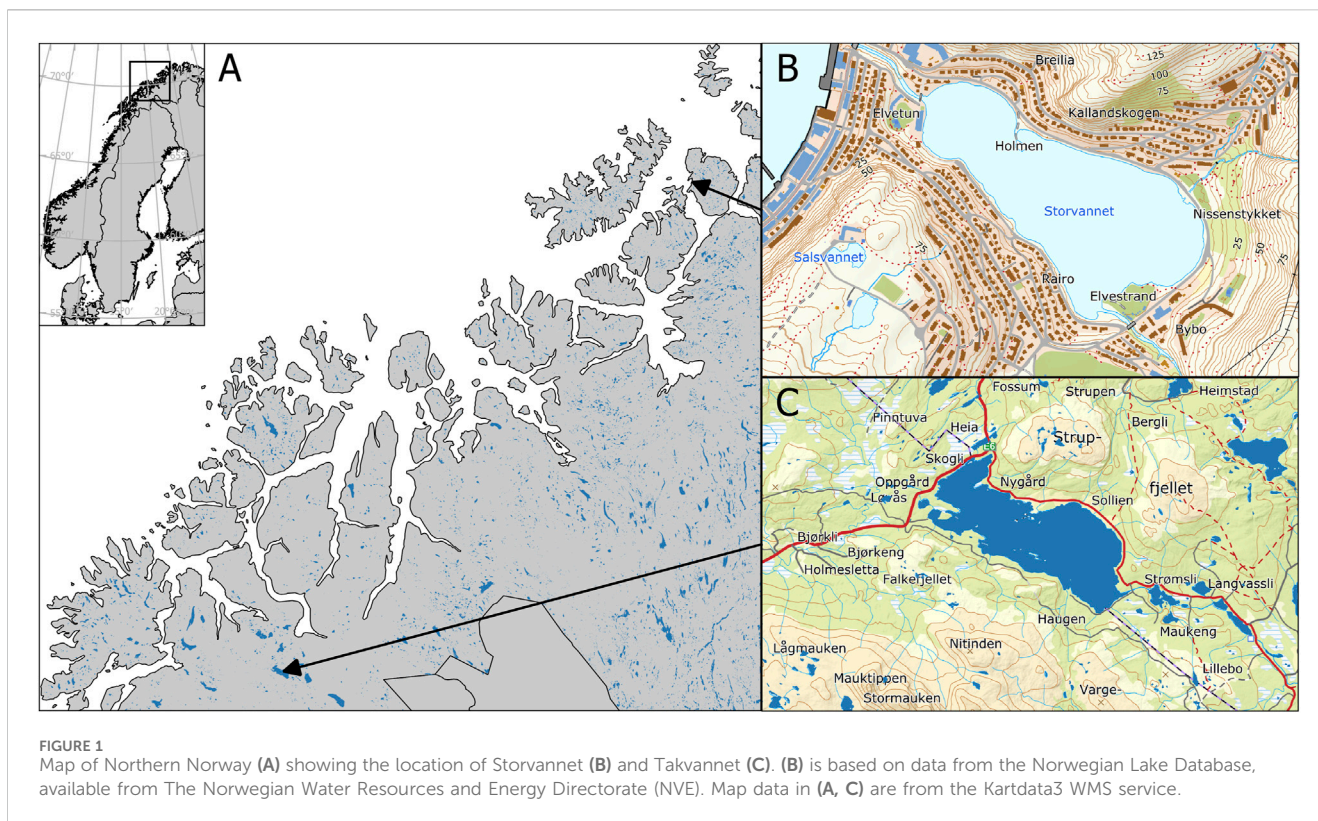 A
70°0'
65°0'
55°
20°
B
Breilia
125
100
75
Kallandskogen
Elvetun
Holmen
25
50
Storvannet
Nissenstykket
Salsvannet
75
25
50
75
Rairo
Elvestrand
Bybo
C
Fossum
Strupen
Heimstad
Pinntuva
Bergli
Heia
Strup-
E6
Skogli
Oppgård
Nygård
fjellet
Løvås
Sollien
Bjørkli
Bjørkeng
Holmesletta
Falkefjellet
Strømsli
Langvassli
Haugen
Maukeng
Nitinden
Lågmauken
Lillebo
Mauktippen
Varge-
Stormauken
FIGURE 1
Map of Northern Norway (A) showing the location of Storvannet (B) and Takvannet (C). (B) is based on data from the Norwegian Lake Database,
available from The Norwegian Water Resources and Energy Directorate (NVE). Map data in (A, C) are from the Kartdata3 WMS service.